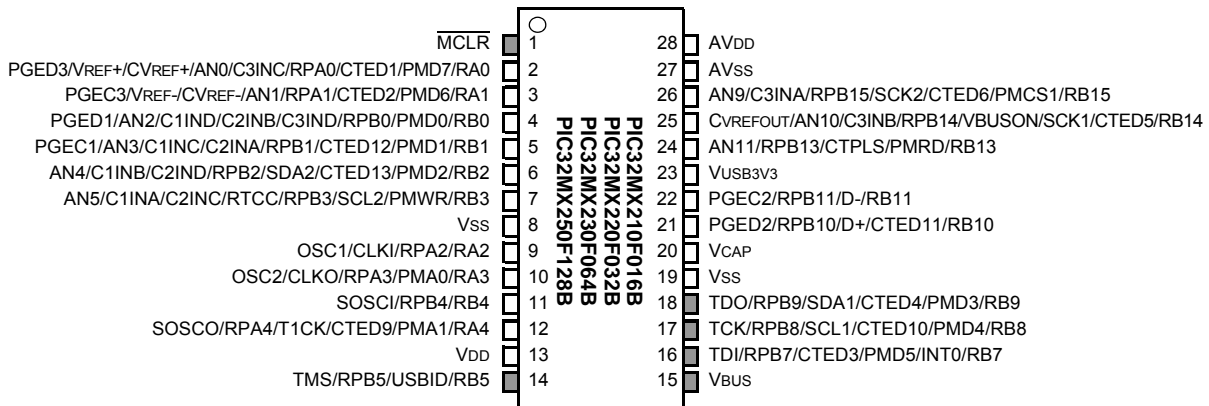 MCLR 1 28 AVDD
PGED3/VREF+/CVREF+/AN0/C3INC/RPA0/CTED1/PMD7/RA0 2 27 AVSS
PGEC3/VREF-/CVREF-/AN1/RPA1/CTED2/PMD6/RA1 3 26 AN9/C3INA/RPB15/SCK2/CTED6/PMCS1/RB15
PGED1/AN2/C1IND/C2INB/C3IND/RPB0/PMD0/RB0 4 25 CVREFOUT/AN10/C3INB/RPB14/VBUSON/SCK1/CTED5/RB14
PGEC1/AN3/C1INC/C2INA/RPB1/CTED12/PMD1/RB1 5 24 AN11/RPB13/CTPLS/PMRD/RB13
AN4/C1INB/C2IND/RPB2/SDA2/CTED13/PMD2/RB2 6 23 VUSB3V3
AN5/C1INA/C2INC/RTCC/RPB3/SCL2/PMWR/RB3 7 22 PGEC2/RPB11/D-/RB11
VSS 8 21 PGED2/RPB10/D+/CTED11/RB10
OSC1/CLKI/RPA2/RA2 9 20 VCAP
OSC2/CLKO/RPA3/PMA0/RA3 10 19 VSS
SOSCI/RPB4/RB4 11 18 TDO/RPB9/SDA1/CTED4/PMD3/RB9
SOSCO/RPA4/T1CK/CTED9/PMA1/RA4 12 17 TCK/RPB8/SCL1/CTED10/PMD4/RB8
VDD 13 16 TDI/RPB7/CTED3/PMD5/INT0/RB7
TMS/RPB5/USBID/RB5 14 15 VBUS
PIC32MX210F016B
PIC32MX220F032B
PIC32MX230F064B
PIC32MX250F128B